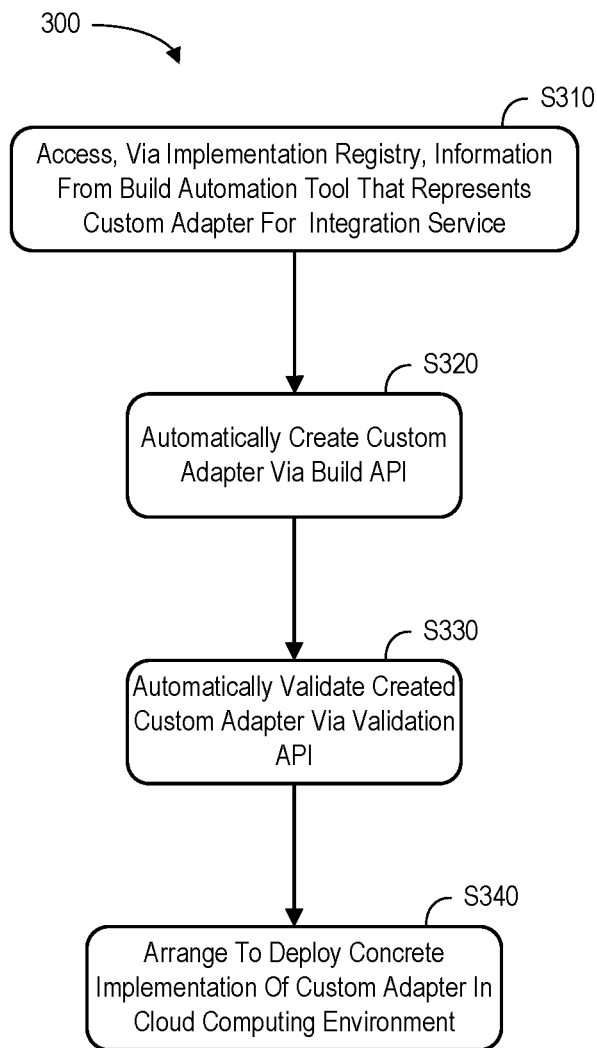 300
S310
Access, Via Implementation Registry, Information
From Build Automation Tool That Represents
Custom Adapter For Integration Service
S320
Automatically Create Custom
Adapter Via Build API
S330
Automatically Validate Created
Custom Adapter Via Validation
API
S340
Arrange To Deploy Concrete
Implementation Of Custom Adapter In
Cloud Computing Environment